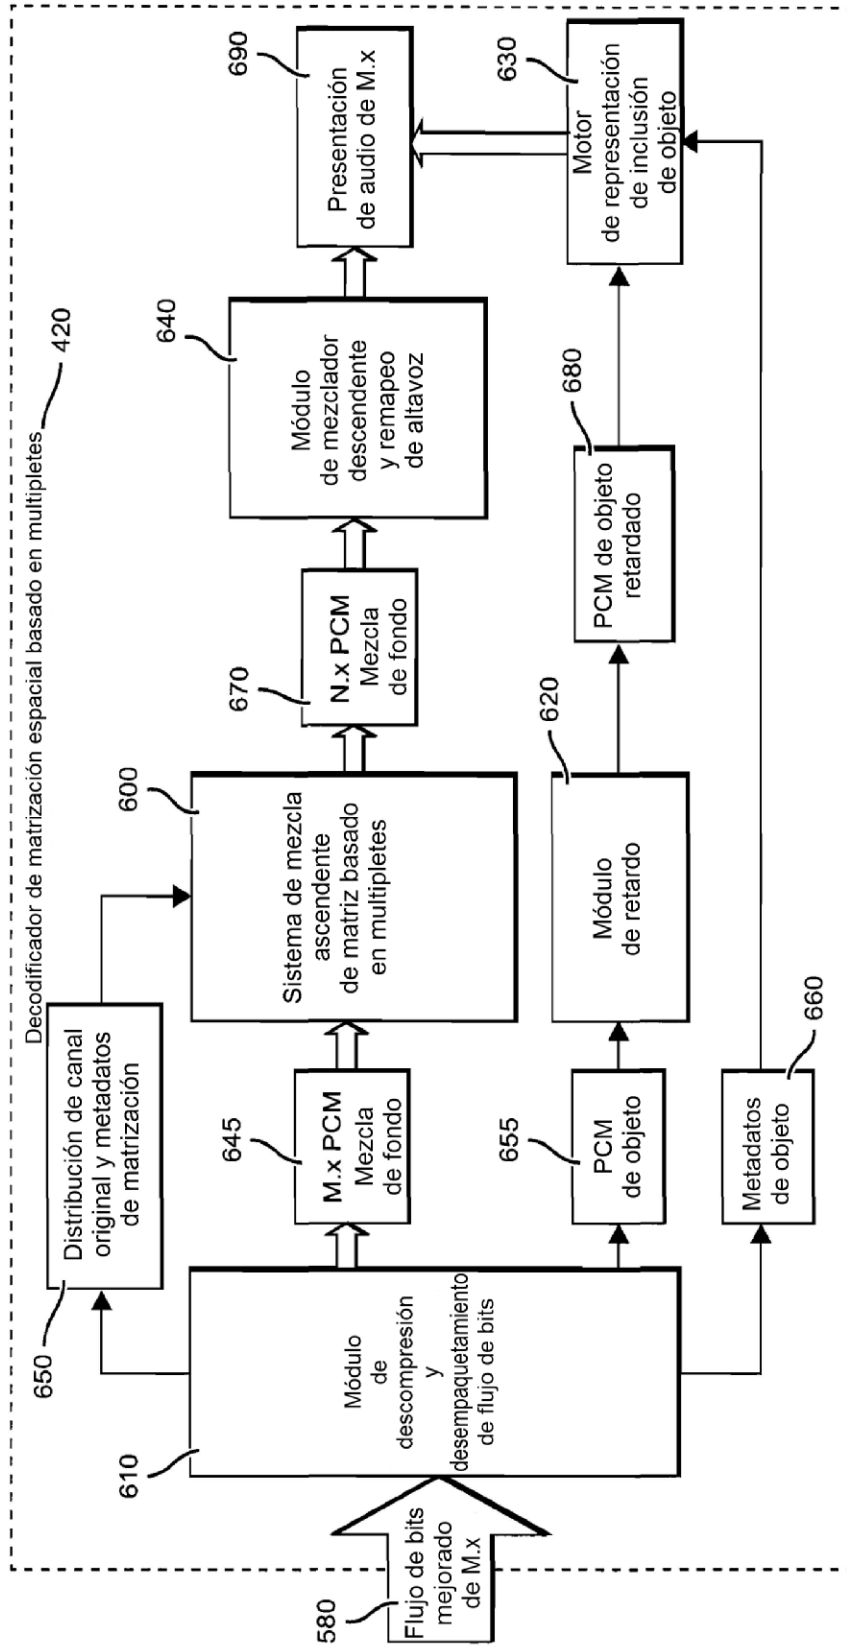 Decodificador de matrización espacial basado en multipletes
420
580
Flujo de bits
mejorado
de M.x
610
Módulo
de
descompresión
y
desempaquetamiento
de flujo de bits
650
Distribución de canal
original y metadatos
de matrización
645
M.x PCM
Mezcla
de fondo
655
PCM
de objeto
660
Metadatos
de objeto
600
Sistema de mezcla
ascendente
de matriz basado
en multipletes
620
Módulo
de retardo
670
N.x PCM
Mezcla
de fondo
680
PCM de objeto
retardado
640
Módulo
de mezclador
descendente
y remapeo
de altavoz
690
Presentación
de audio de M.x
630
Motor
de representación
de inclusión
de objeto